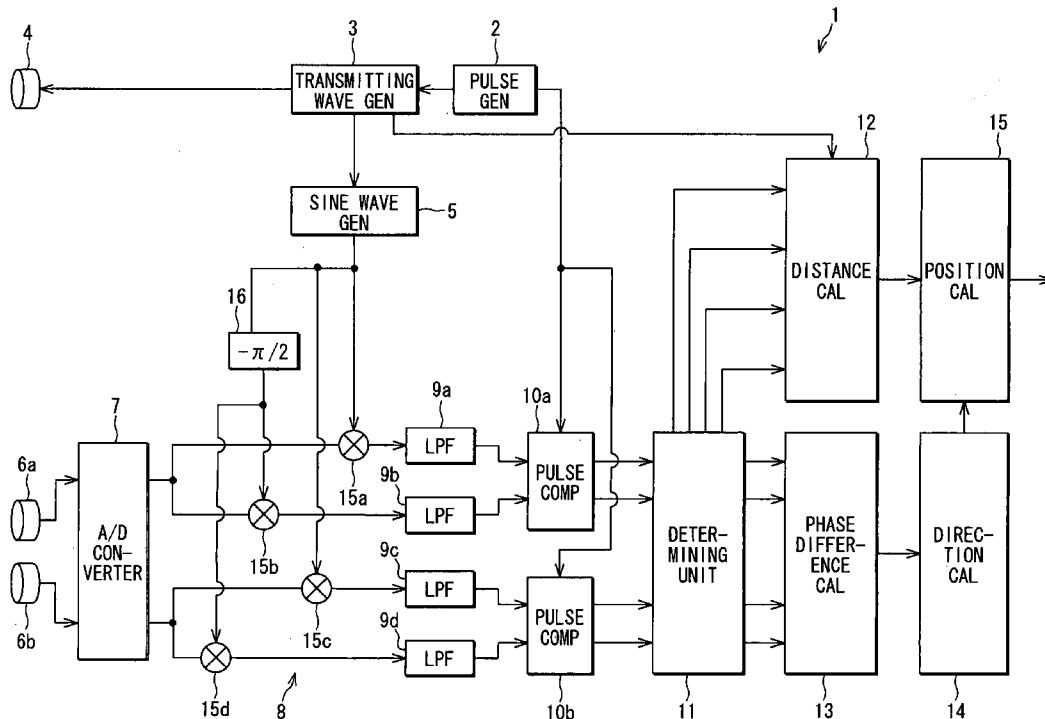 1
4
3
2
TRANSMITTING
WAVE GEN
PULSE
GEN
12
15
SINE WAVE
GEN
5
DISTANCE
CAL
POSITION
CAL
16
-π/2
9a
10a
7
LPF
6a
15a
PULSE
COMP
9b
LPF
A/D
CON-
VERTER
15b
DETER-
MINING
UNIT
PHASE
DIFFER-
ENCE
CAL
DIREC-
TION
CAL
9c
LPF
6b
15c
PULSE
COMP
9d
LPF
15d
8
10b
11
13
14